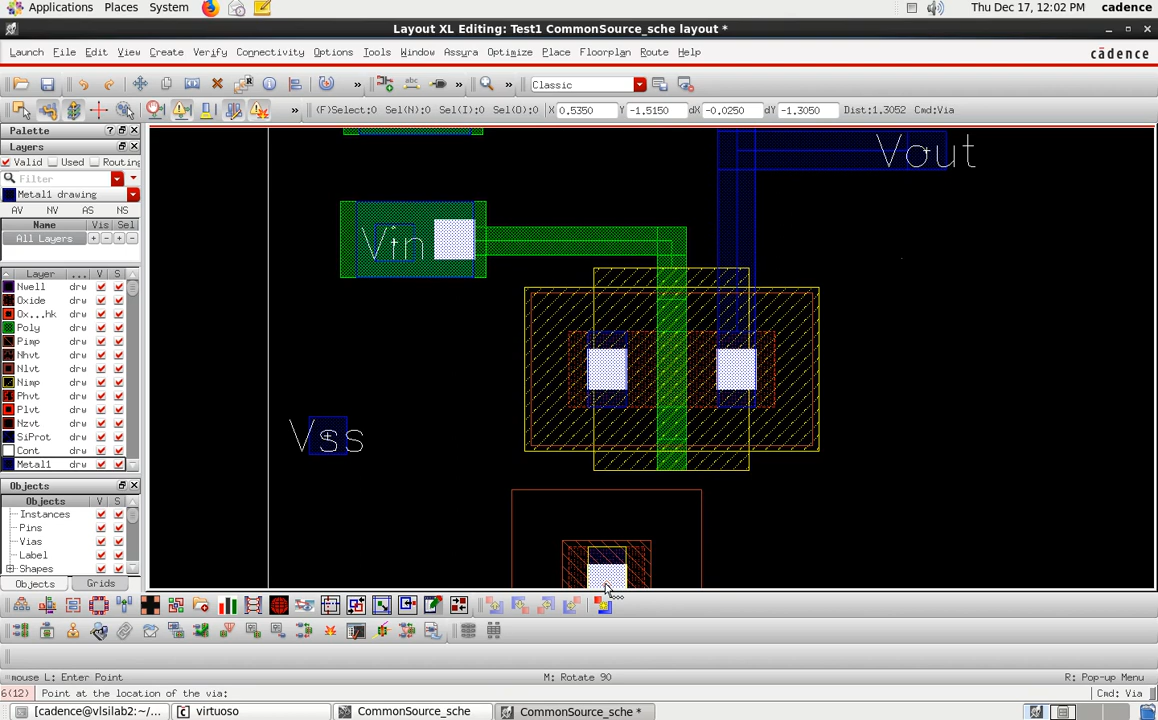 Applications Places System Thu Dec 17, 12:02 PM cadence
Layout XL Editing: Test1 CommonSource_sche layout *
Launch File Edit View Create Verify Connectivity Options Tools Window Assura Optimize Place Floorplan Route Help cādence
» » » Classic
» (F)Select:0 Sel(N):0 Sel(I):0 Sel(O):0 X 0.5350 Y -1.5150 dX -0.0250 dY -1.3050 Dist:1.3052 Cmd:Via
Palette ?
Layers
Valid Used Routing
Filter
Metal1 drawing
AV NV AS NS
Name Vis Sel
All Layers + - + -
Layer ... V S
Nwell drw
Oxide drw
Ox...hk drw
Poly drw
Pimp drw
Nhvt drw
Nlvt drw
Nimp drw
Phvt drw
Plvt drw
Nzvt drw
SiProt drw
Cont drw
Metal1 drw
Objects
Objects V S
Instances
Pins
Vias
Label
Shapes
Objects Grids
Vout
Vin
Vss
mouse L: Enter Point M: Rotate 90 R: Pop-up Menu
6(12) Point at the location of the via: Cmd: Via
[cadence@vlsilab2:~/... virtuoso CommonSource_sche CommonSource_sche *